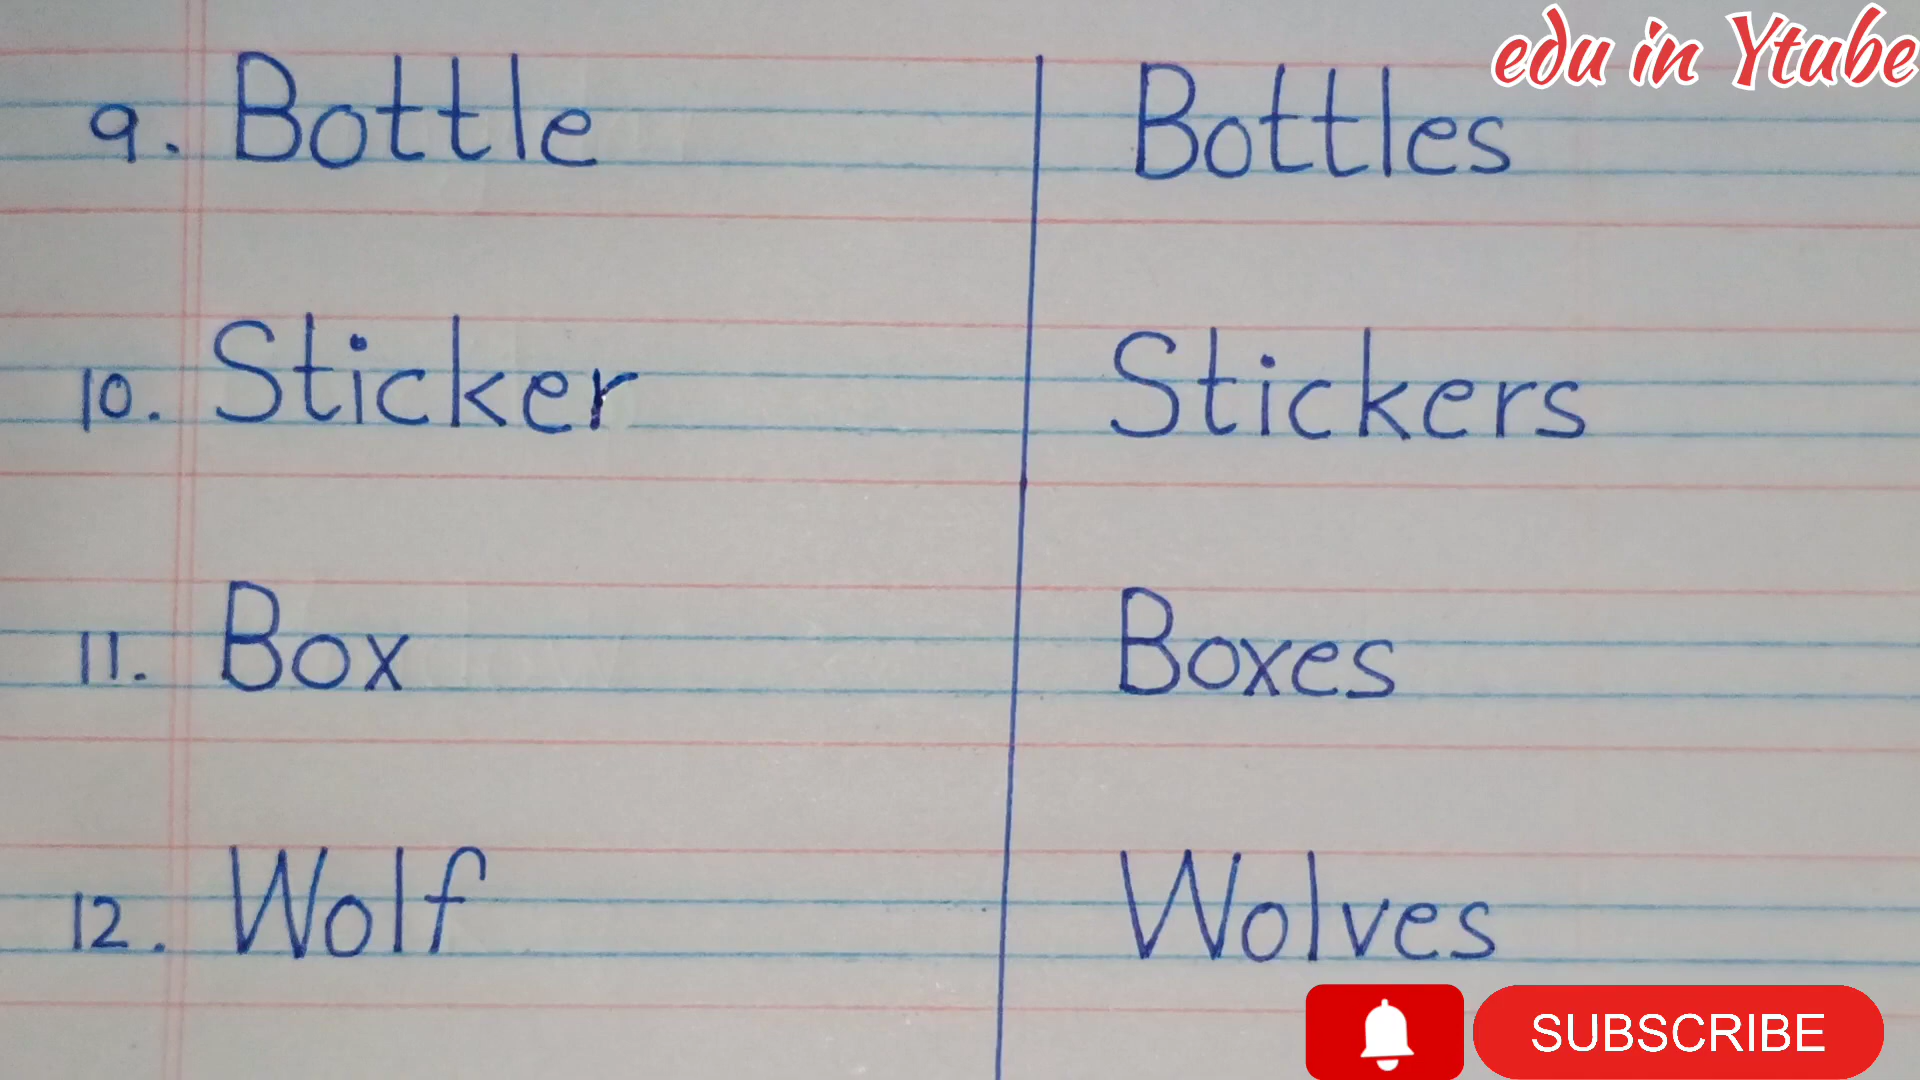 edu in Ytube
9. Bottle Bottles
10. Sticker Stickers
11. Box Boxes
12. Wolf Wolves
SUBSCRIBE